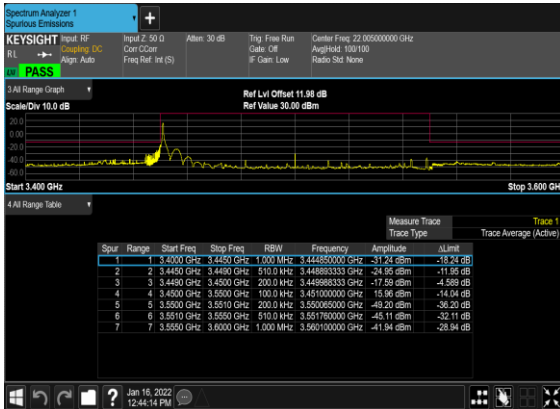 Spectrum Analyzer 1
Spurious Emissions
KEYSIGHT Input: RF Input Z: 50 Ω Atten: 30 dB Trig: Free Run Center Freq: 22.005000000 GHz
RL Coupling: DC Corr CCorr Gate: Off Avg|Hold: 100/100
Align: Auto Freq Ref: Int (S) IF Gain: Low Radio Std: None
PASS
3 All Range Graph
Ref Lvl Offset 11.98 dB
Scale/Div 10.0 dB Ref Value 30.00 dBm
20.0
0.00
-20.0
-40.0
-60.0
Start 3.400 GHz Stop 3.600 GH
4 All Range Table
Measure Trace Trace 1
Trace Type Trace Average (Active)
Spur Range Start Freq Stop Freq RBW Frequency Amplitude ΔLimit
1 1 3.4000 GHz 3.4450 GHz 1.000 MHz 3.444850000 GHz -31.24 dBm -18.24 dB
2 2 3.4450 GHz 3.4490 GHz 510.0 kHz 3.448893333 GHz -24.95 dBm -11.95 dB
3 3 3.4490 GHz 3.4500 GHz 200.0 kHz 3.449988333 GHz -17.59 dBm -4.589 dB
4 4 3.4500 GHz 3.5500 GHz 100.0 kHz 3.451000000 GHz 15.96 dBm -14.04 dB
5 5 3.5500 GHz 3.5510 GHz 200.0 kHz 3.550065000 GHz -49.20 dBm -36.20 dB
6 6 3.5510 GHz 3.5550 GHz 510.0 kHz 3.551760000 GHz -45.11 dBm -32.11 dB
7 7 3.5550 GHz 3.6000 GHz 1.000 MHz 3.560100000 GHz -41.94 dBm -28.94 dB
Jan 16, 2022
12:44:14 PM